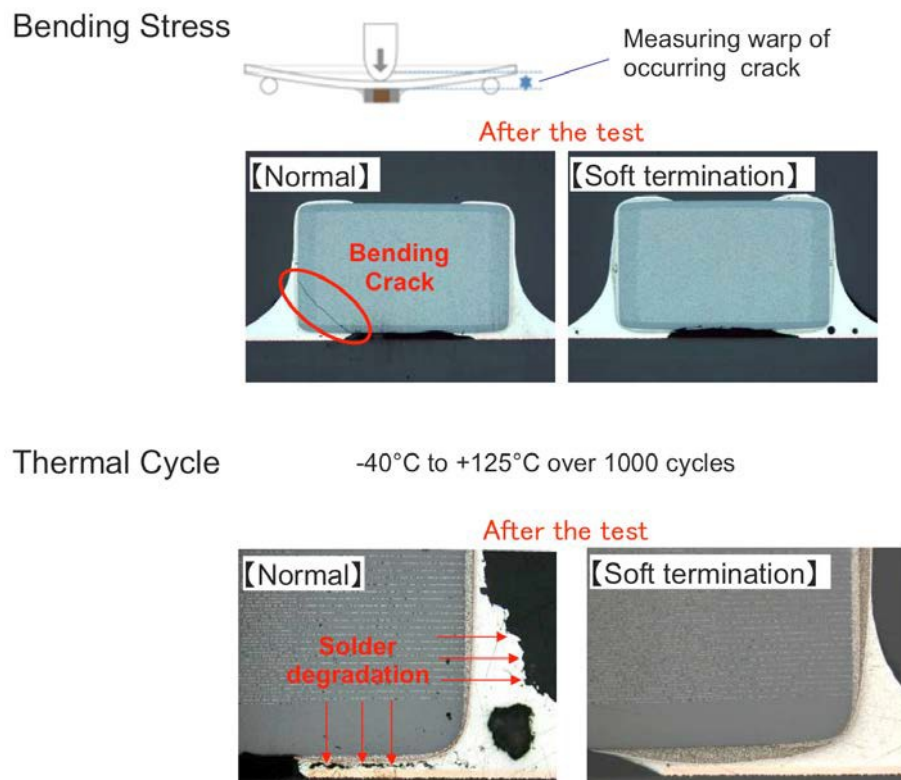 Bending Stress
Measuring warp of
occurring crack
After the test
【Normal】
【Soft termination】
Bending
Crack
Thermal Cycle
-40°C to +125°C over 1000 cycles
After the test
【Normal】
【Soft termination】
Solder
degradation